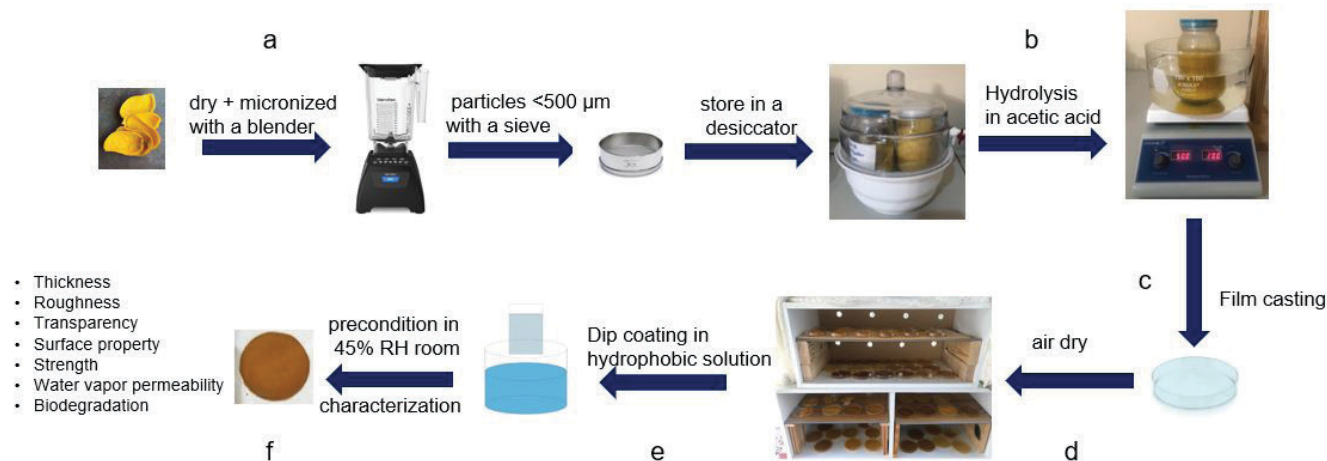 a
dry + micronized
with a blender
particles <500 µm
with a sieve
store in a
desiccator
b
Hydrolysis
in acetic acid
c
Film casting
air dry
d
Dip coating in
hydrophobic solution
e
precondition in
45% RH room
characterization
f
• Thickness
• Roughness
• Transparency
• Surface property
• Strength
• Water vapor permeability
• Biodegradation